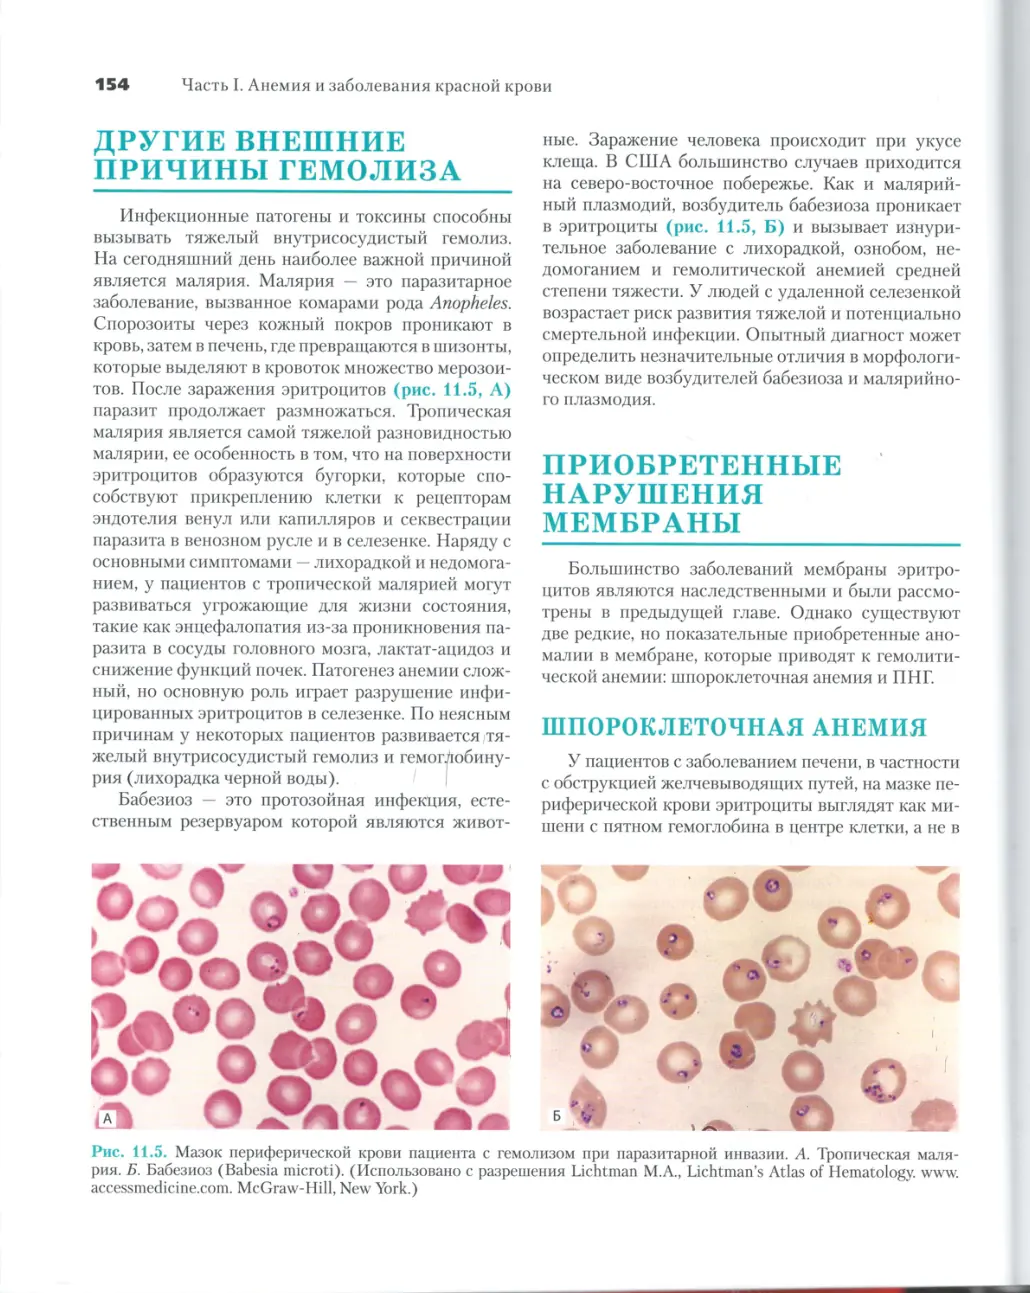 154 Часть I. Анемия и заболевания красной крови
ДРУГИЕ ВНЕШНИЕ
ПРИЧИНЫ ГЕМОЛИЗА
Инфекционные патогены и токсины способны
вызывать тяжелый внутрисосудистый гемолиз.
На сегодняшний день наиболее важной причиной
является малярия. Малярия — это паразитарное
заболевание, вызванное комарами рода Anopheles.
Спорозоиты через кожный покров проникают в
кровь, затем в печень, где превращаются в шизонты,
которые выделяют в кровоток множество мерозои-
тов. После заражения эритроцитов (рис. 11.5, А)
паразит продолжает размножаться. Тропическая
малярия является самой тяжелой разновидностью
малярии, ее особенность в том, что на поверхности
эритроцитов образуются бугорки, которые спо-
собствуют прикреплению клетки к рецепторам
эндотелия венул или капилляров и секвестрации
паразита в венозном русле и в селезенке. Наряду с
основными симптомами — лихорадкой и недомога-
нием, у пациентов с тропической малярией могут
развиваться угрожающие для жизни состояния,
такие как энцефалопатия из-за проникновения па-
разита в сосуды головного мозга, лактат-ацидоз и
снижение функций почек. Патогенез анемии слож-
ный, но основную роль играет разрушение инфи-
цированных эритроцитов в селезенке. По неясным
причинам у некоторых пациентов развивается тя-
желый внутрисосудистый гемолиз и гемоглобину-
рия (лихорадка черной воды).
Бабезиоз — это протозойная инфекция, есте-
ственным резервуаром которой являются живот-
ные. Заражение человека происходит при укусе
клеща. В США большинство случаев приходится
на северо-восточное побережье. Как и малярий-
ный плазмодий, возбудитель бабезиоза проникает
в эритроциты (рис. 11.5, Б) и вызывает изнури-
тельное заболевание с лихорадкой, ознобом, не-
домоганием и гемолитической анемией средней
степени тяжести. У людей с удаленной селезенкой
возрастает риск развития тяжелой и потенциально
смертельной инфекции. Опытный диагност может
определить незначительные отличия в морфологи-
ческом виде возбудителей бабезиоза и малярийно-
го плазмодия.
ПРИОБРЕТЕННЫЕ
НАРУШЕНИЯ
МЕМБРАНЫ
Большинство заболеваний мембраны эритро-
цитов являются наследственными и были рассмо-
трены в предыдущей главе. Однако существуют
две редкие, но показательные приобретенные ано-
малии в мембране, которые приводят к гемолити-
ческой анемии: шпороклеточная анемия и ПНГ.
ШПОРОКЛЕТОЧНАЯ АНЕМИЯ
У пациентов с заболеванием печени, в частности
с обструкцией желчевыводящих путей, на мазке пе-
риферической крови эритроциты выглядят как ми-
шени с пятном гемоглобина в центре клетки, а не в
А
Б
Рис. 11.5. Мазок периферической крови пациента с гемолизом при паразитарной инвазии. А. Тропическая маля-
рия. Б. Бабезиоз (Babesia microti). (Использовано с разрешения Lichtman M.A., Lichtman's Atlas of Hematology. www.
accessmedicine.com. McGraw-Hill, New York.)